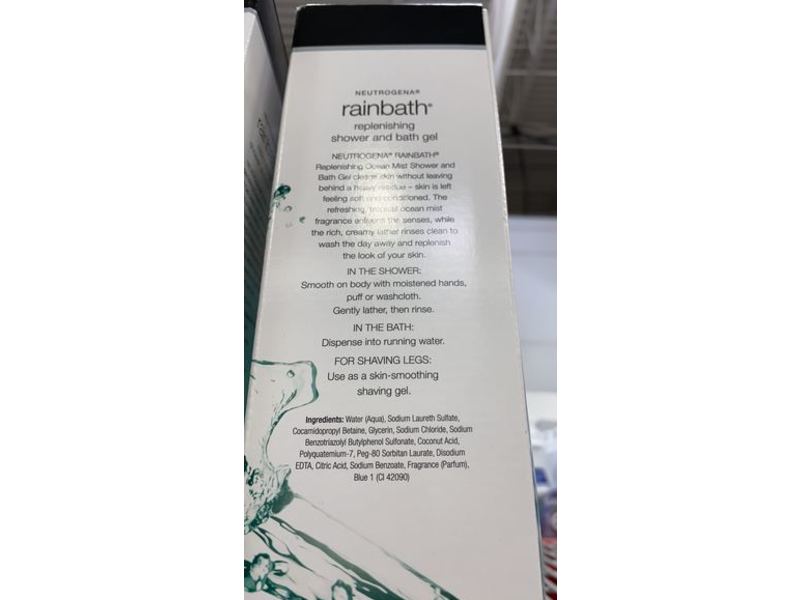 NEUTROGENA®
rainbath®
replenishing
shower and bath gel
NEUTROGENA® RAINBATH®
Replenishing Ocean Mist Shower and
Bath Gel cleans skin without leaving
behind a heavy residue – skin is left
feeling soft and conditioned. The
refreshing, tropical ocean mist
fragrance enlivens the senses, while
the rich, creamy lather rinses clean to
wash the day away and replenish
the look of your skin.
IN THE SHOWER:
Smooth on body with moistened hands,
puff or washcloth.
Gently lather, then rinse.
IN THE BATH:
Dispense into running water.
FOR SHAVING LEGS:
Use as a skin-smoothing
shaving gel.
Ingredients: Water (Aqua), Sodium Laureth Sulfate,
Cocamidopropyl Betaine, Glycerin, Sodium Chloride, Sodium
Benzotriazolyl Butylphenol Sulfonate, Coconut Acid,
Polyquaternium-7, Peg-80 Sorbitan Laurate, Disodium
EDTA, Citric Acid, Sodium Benzoate, Fragrance (Parfum),
Blue 1 (CI 42090)